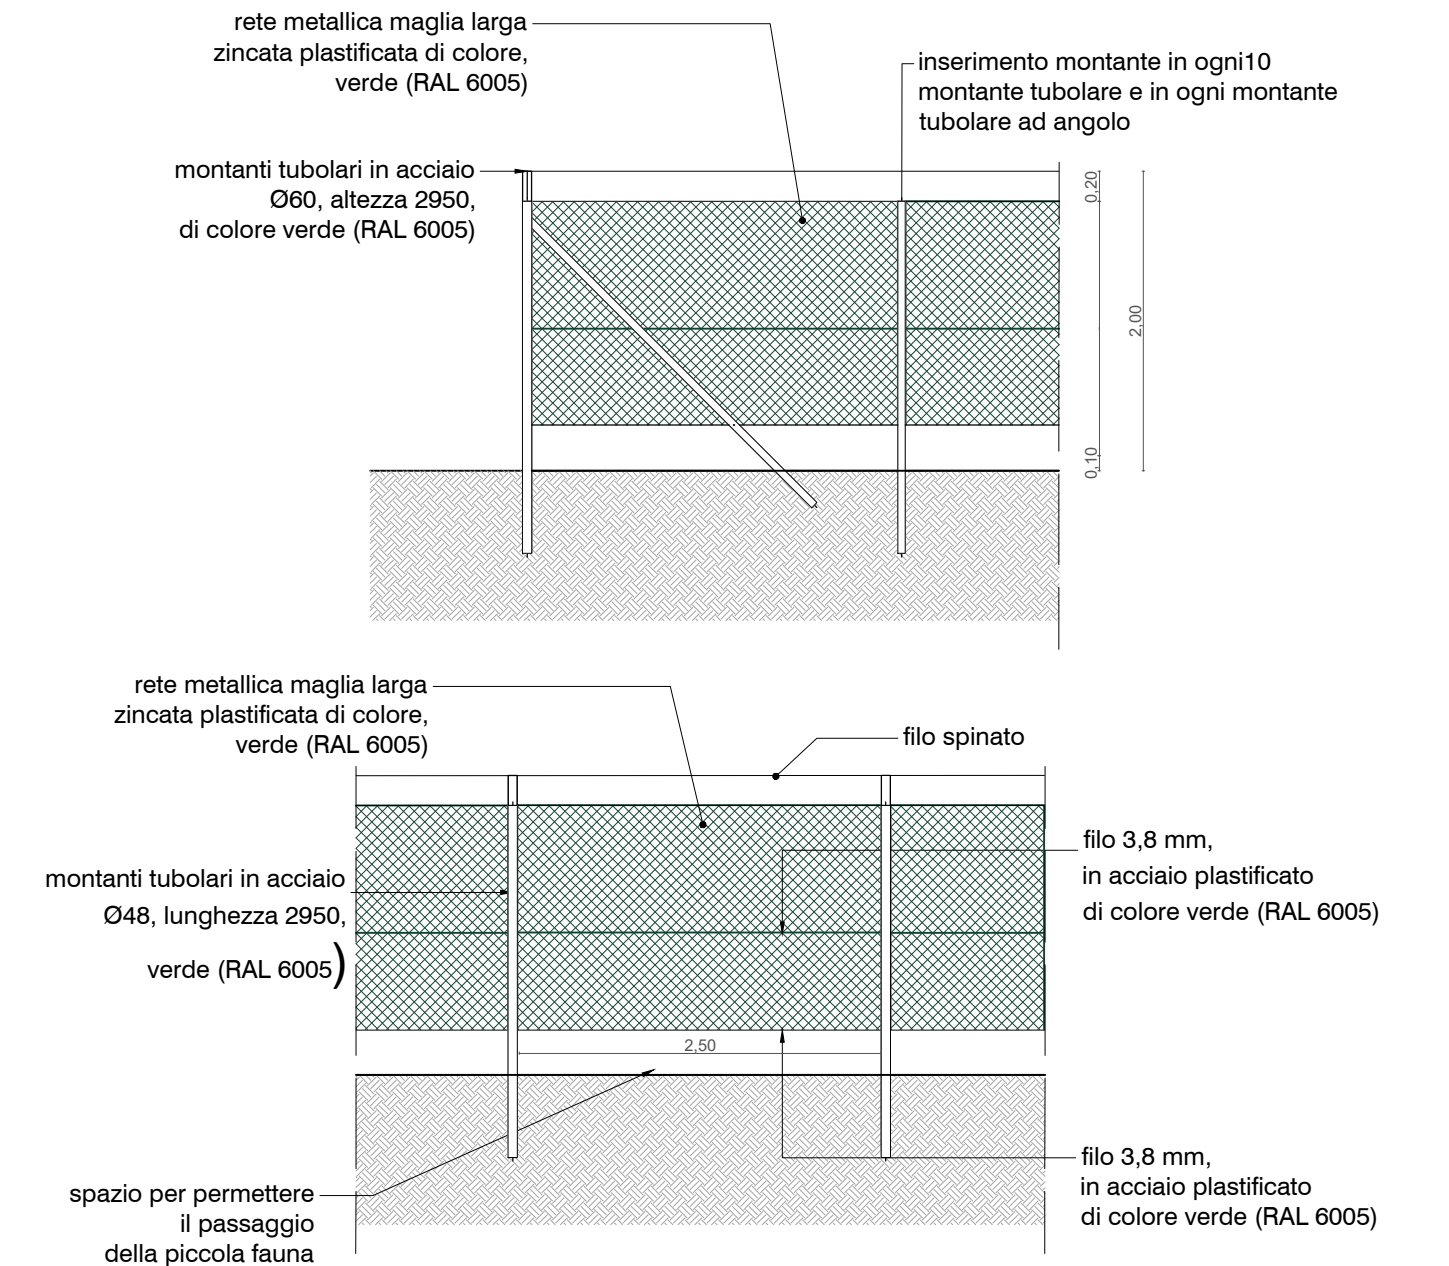 rete metallica maglia larga
zincata plastificata di colore,
verde (RAL 6005)
inserimento montante in ogni10
montante tubolare e in ogni montante
tubolare ad angolo
montanti tubolari in acciaio
Ø60, altezza 2950,
di colore verde (RAL 6005)
0,20
2,00
0,10
rete metallica maglia larga
zincata plastificata di colore,
verde (RAL 6005)
filo spinato
montanti tubolari in acciaio
Ø48, lunghezza 2950,
verde (RAL 6005)
filo 3,8 mm,
in acciaio plastificato
di colore verde (RAL 6005)
2,50
spazio per permettere
il passaggio
della piccola fauna
filo 3,8 mm,
in acciaio plastificato
di colore verde (RAL 6005)